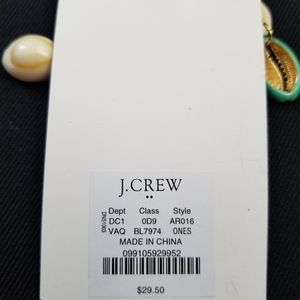 J.CREW
Dept Class Style
DC1 0D9 AR016
VAQ BL7974 ONES
MADE IN CHINA
099105929952
$29.50